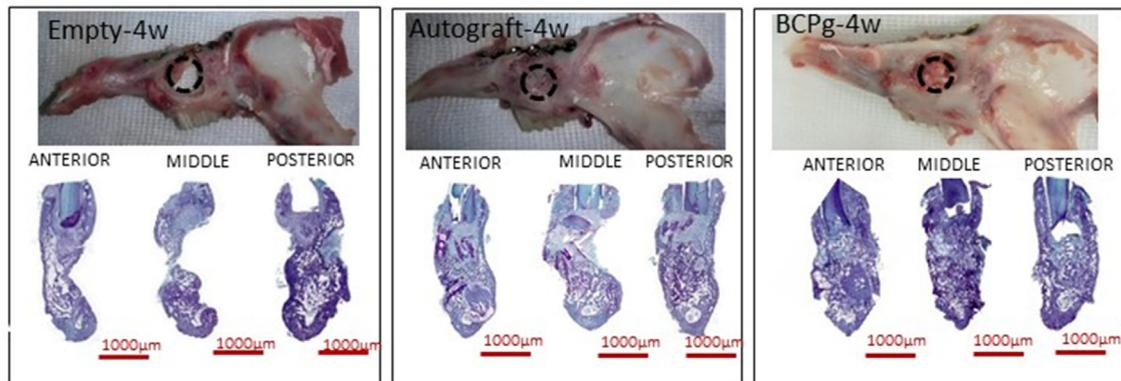 Empty-4w
Autograft-4w
BCPg-4w
ANTERIOR MIDDLE POSTERIOR
ANTERIOR MIDDLE POSTERIOR
ANTERIOR MIDDLE POSTERIOR
1000µm 1000µm 1000µm
1000µm 1000µm 1000µm
1000µm 1000µm 1000µm